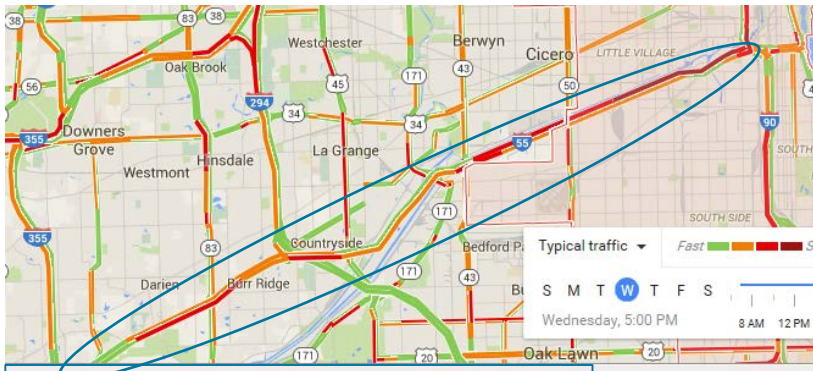 38
83
38
Westchester
Berwyn
Cicero
LITTLE VILLAGE
Oak Brook
171
43
45
50
56
294
34
34
355
Downers
Grove
55
90
La Grange
Hinsdale
Westmont
SOUTH SIDE
171
355
83
Countryside
Bedford
Typical traffic
Fast
171
43
Darien
Burr Ridge
S M T W T F S
Wednesday, 5:00 PM
8 AM 12 PM
171
20
Oak Lawn
20